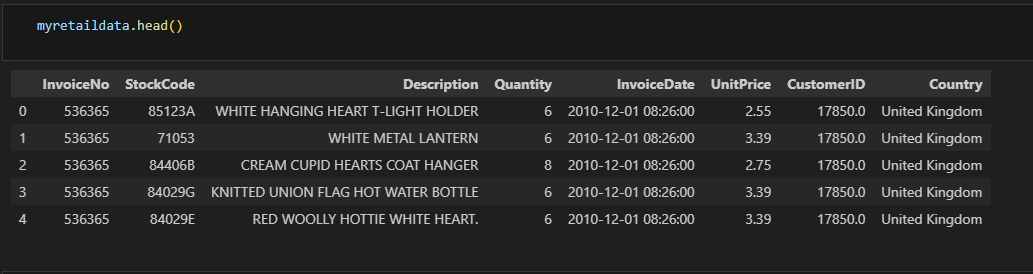 myretaildata.head()
InvoiceNo StockCode Description Quantity InvoiceDate UnitPrice CustomerID Country
0 536365 85123A WHITE HANGING HEART T-LIGHT HOLDER 6 2010-12-01 08:26:00 2.55 17850.0 United Kingdom
1 536365 71053 WHITE METAL LANTERN 6 2010-12-01 08:26:00 3.39 17850.0 United Kingdom
2 536365 84406B CREAM CUPID HEARTS COAT HANGER 8 2010-12-01 08:26:00 2.75 17850.0 United Kingdom
3 536365 84029G KNITTED UNION FLAG HOT WATER BOTTLE 6 2010-12-01 08:26:00 3.39 17850.0 United Kingdom
4 536365 84029E RED WOOLLY HOTTIE WHITE HEART. 6 2010-12-01 08:26:00 3.39 17850.0 United Kingdom